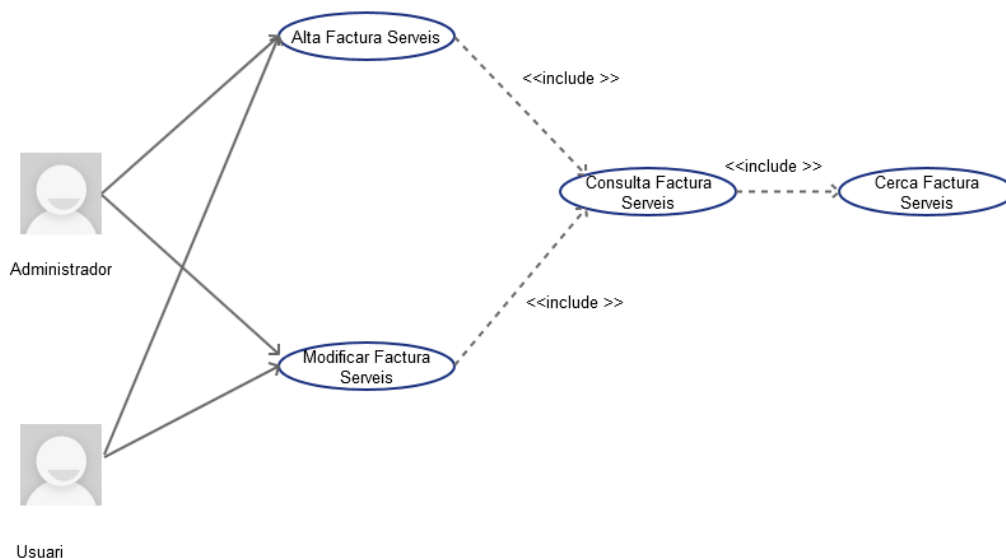 Alta Factura Serveis
<<include >>
<<include >>
Consulta Factura
Serveis
Cerca Factura
Serveis
Administrador
<<include >>
Modificar Factura
Serveis
Usuari